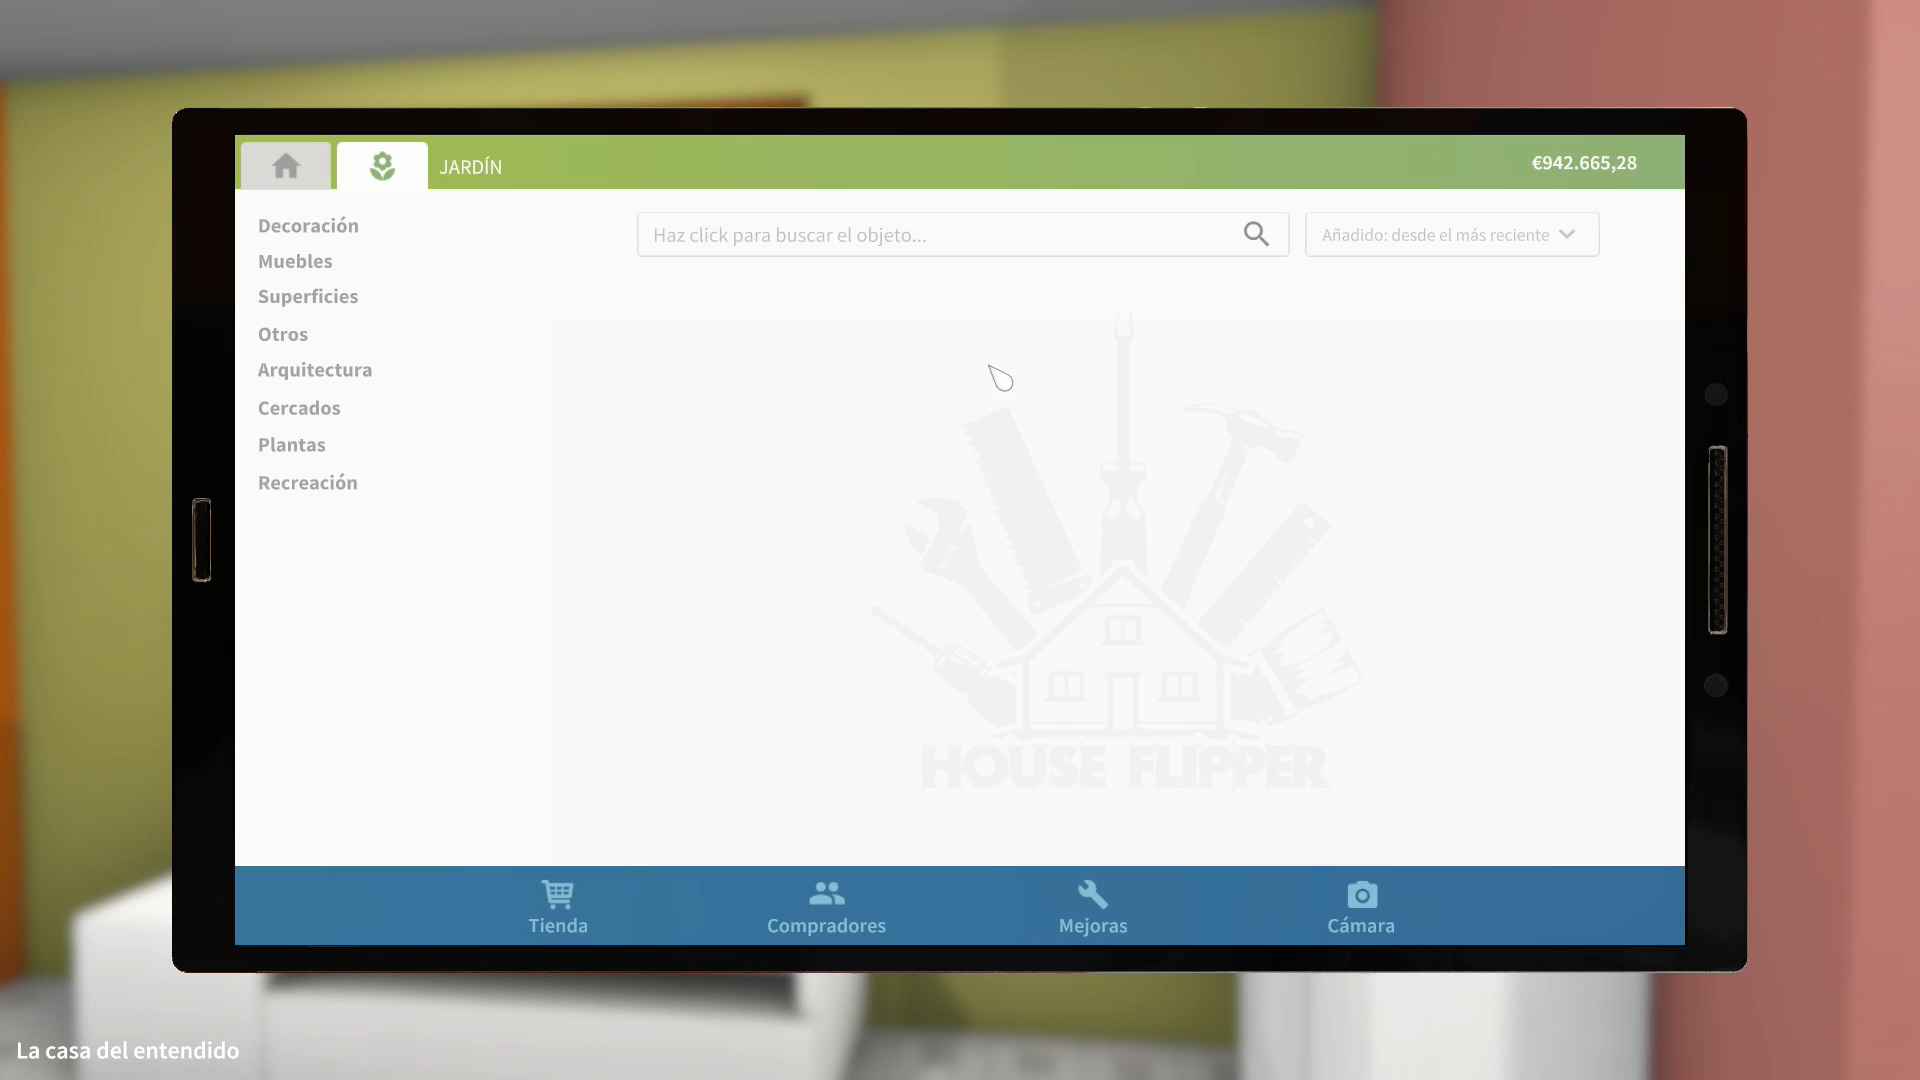 JARDÍN
€942.665,28
Decoración
Muebles
Superficies
Otros
Arquitectura
Cercados
Plantas
Recreación
Haz click para buscar el objeto...
Añadido: desde el más reciente
HOUSE FLIPPER
Tienda
Compradores
Mejoras
Cámara
La casa del entendido